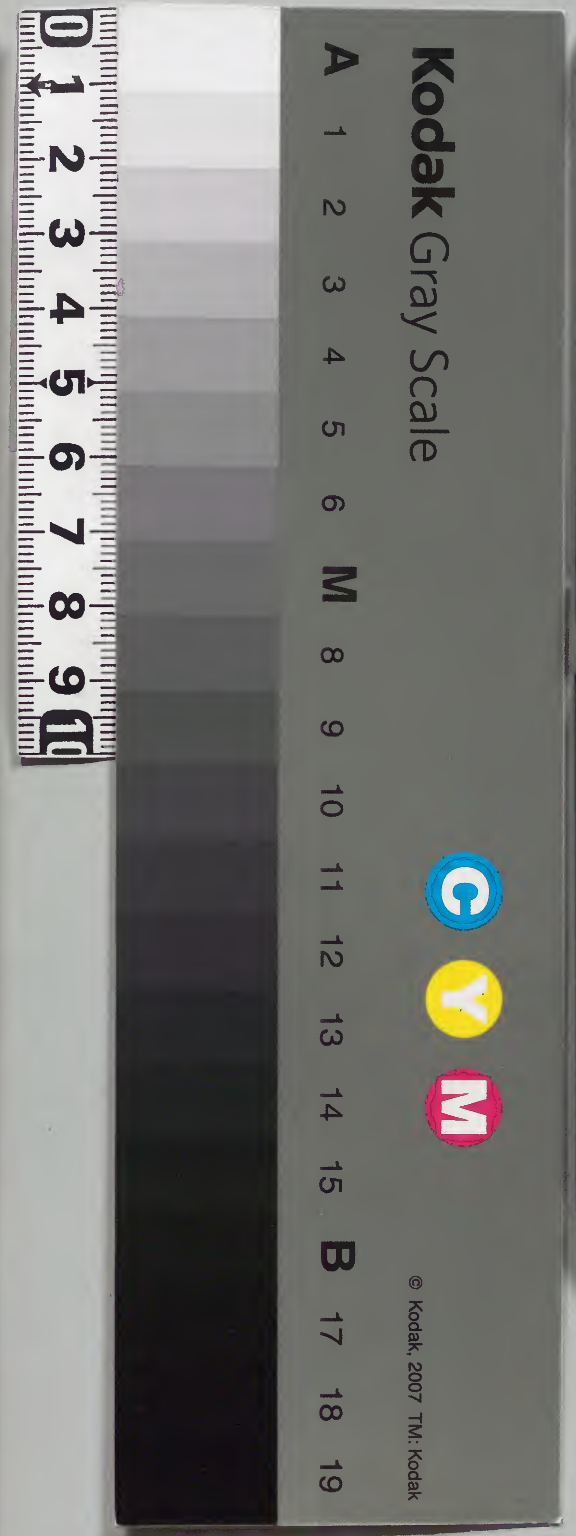 Kodak Gray Scale
C Y M
© Kodak, 2007 TM: Kodak
A 1 2 3 4 5 6 M 8 9 10 11 12 13 14 15 B 17 18 19
0 1 2 3 4 5 6 7 8 9 10